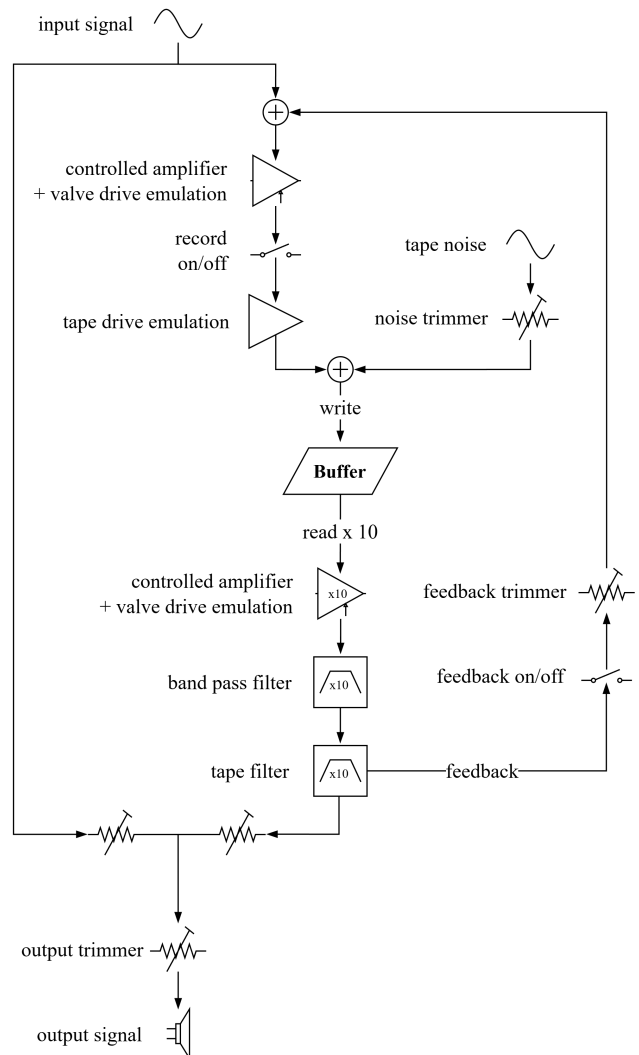 input signal
+
controlled amplifier
+ valve drive emulation
record
on/off
tape noise
tape drive emulation
noise trimmer
+
write
Buffer
read x 10
controlled amplifier
+ valve drive emulation
x10
feedback trimmer
band pass filter
x10
feedback on/off
tape filter
x10
feedback
output trimmer
output signal